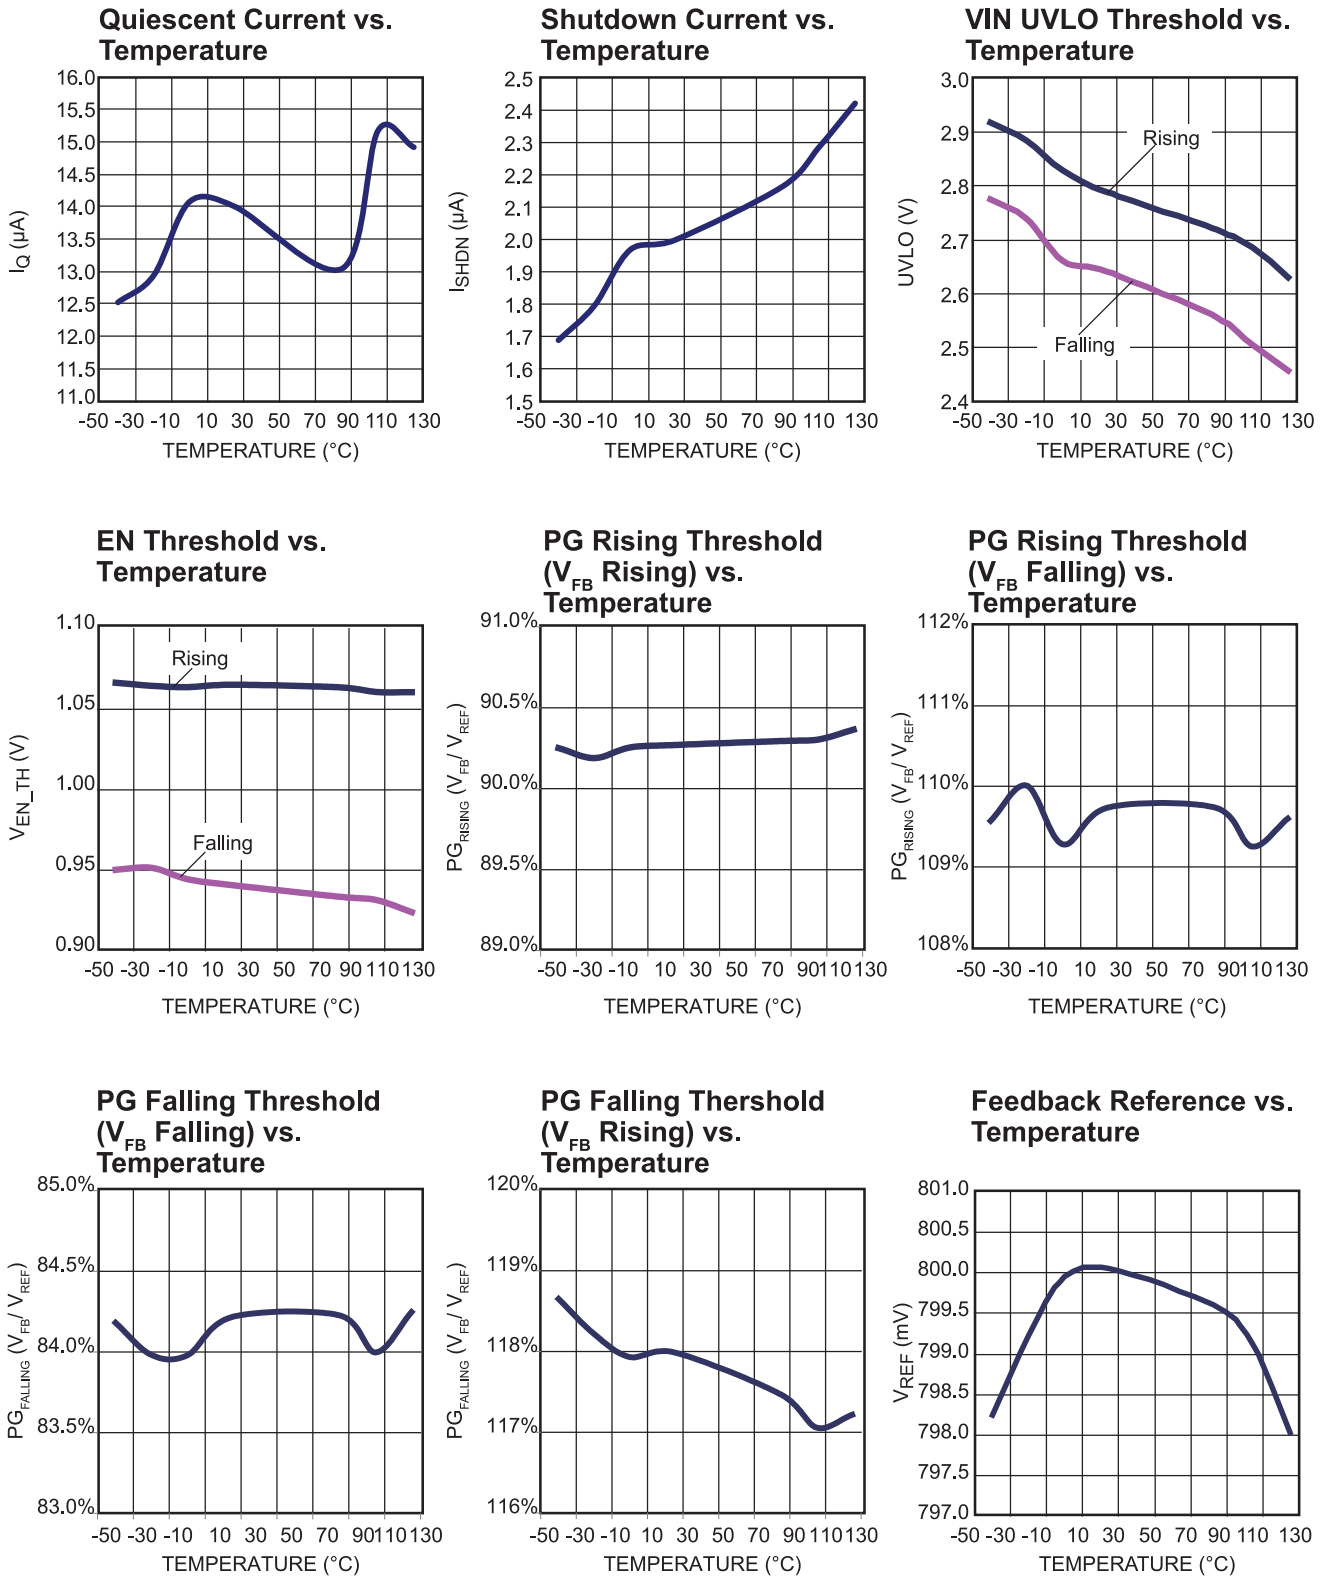 Quiescent Current vs.
Temperature
16.0
15.5
15.0
14.5
14.0
13.5
13.0
12.5
12.0
11.5
11.0
IQ (µA)
-50 -30 -10 10 30 50 70 90 110 130
TEMPERATURE (°C)
Shutdown Current vs.
Temperature
2.5
2.4
2.3
2.2
2.1
2.0
1.9
1.8
1.7
1.6
1.5
ISHDN (µA)
-50 -30 -10 10 30 50 70 90 110 130
TEMPERATURE (°C)
VIN UVLO Threshold vs.
Temperature
3.0
2.9
2.8
2.7
2.6
2.5
2.4
UVLO (V)
Rising
Falling
-50 -30 -10 10 30 50 70 90 110 130
TEMPERATURE (°C)
EN Threshold vs.
Temperature
1.10
1.05
1.00
0.95
0.90
VEN_TH (V)
Rising
Falling
-50 -30 -10 10 30 50 70 90 110 130
TEMPERATURE (°C)
PG Rising Threshold
(VFB Rising) vs.
Temperature
91.0%
90.5%
90.0%
89.5%
89.0%
PGRISING (VFB/ VREF)
-50 -30 -10 10 30 50 70 90 110 130
TEMPERATURE (°C)
PG Rising Threshold
(VFB Falling) vs.
Temperature
112%
111%
110%
109%
108%
PGRISING (VFB/ VREF)
-50 -30 -10 10 30 50 70 90 110 130
TEMPERATURE (°C)
PG Falling Threshold
(VFB Falling) vs.
Temperature
85.0%
84.5%
84.0%
83.5%
83.0%
PGFALLING (VFB/ VREF)
-50 -30 -10 10 30 50 70 90 110 130
TEMPERATURE (°C)
PG Falling Thershold
(VFB Rising) vs.
Temperature
120%
119%
118%
117%
116%
PGFALLING (VFB/ VREF)
-50 -30 -10 10 30 50 70 90 110 130
TEMPERATURE (°C)
Feedback Reference vs.
Temperature
801.0
800.5
800.0
799.5
799.0
798.5
798.0
797.5
797.0
VREF (mV)
-50 -30 -10 10 30 50 70 90 110 130
TEMPERATURE (°C)